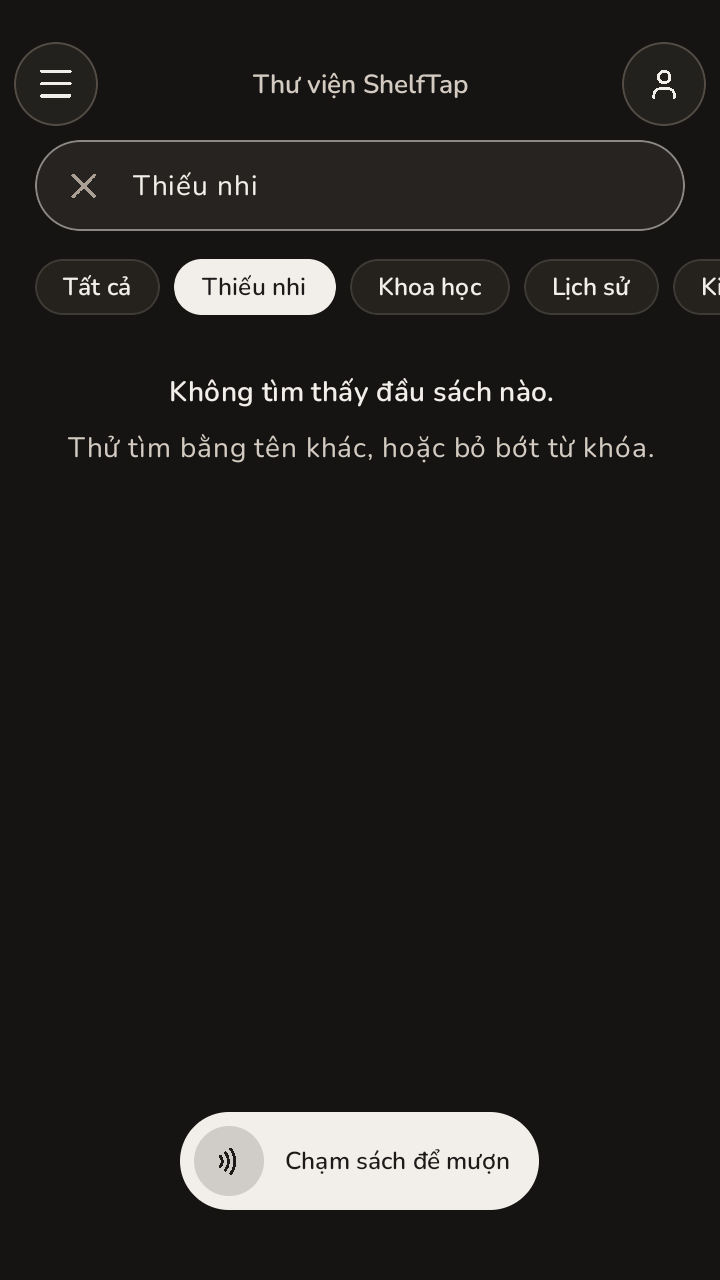 Thư viện ShelfTap
Thiếu nhi
Tất cả
Thiếu nhi
Khoa học
Lịch sử
Ki
Không tìm thấy đầu sách nào.
Thử tìm bằng tên khác, hoặc bỏ bớt từ khóa.
Chạm sách để mượn